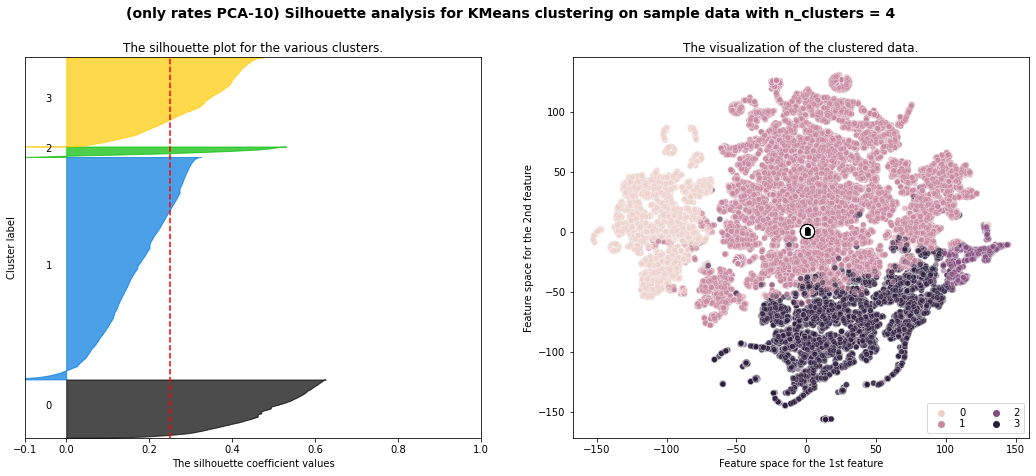 (only rates PCA-10) Silhouette analysis for KMeans clustering on sample data with n_clusters = 4
The silhouette plot for the various clusters.
3
2
1
0
Cluster label
−0.1 0.0 0.2 0.4 0.6 0.8 1.0
The silhouette coefficient values
The visualization of the clustered data.
100
50
0
−50
−100
−150
Feature space for the 2nd feature
0 2
1 3
−150 −100 −50 0 50 100 150
Feature space for the 1st feature